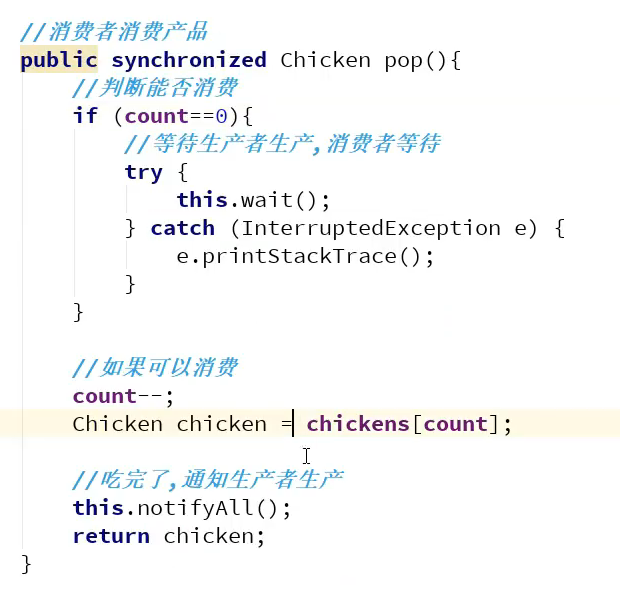 //消费者消费产品
public synchronized Chicken pop(){
//判断能否消费
if (count==0){
//等待生产者生产,消费者等待
try {
this.wait();
} catch (InterruptedException e) {
e.printStackTrace();
}
}
//如果可以消费
count--;
Chicken chicken = chickens[count];
//吃完了,通知生产者生产
this.notifyAll();
return chicken;
}